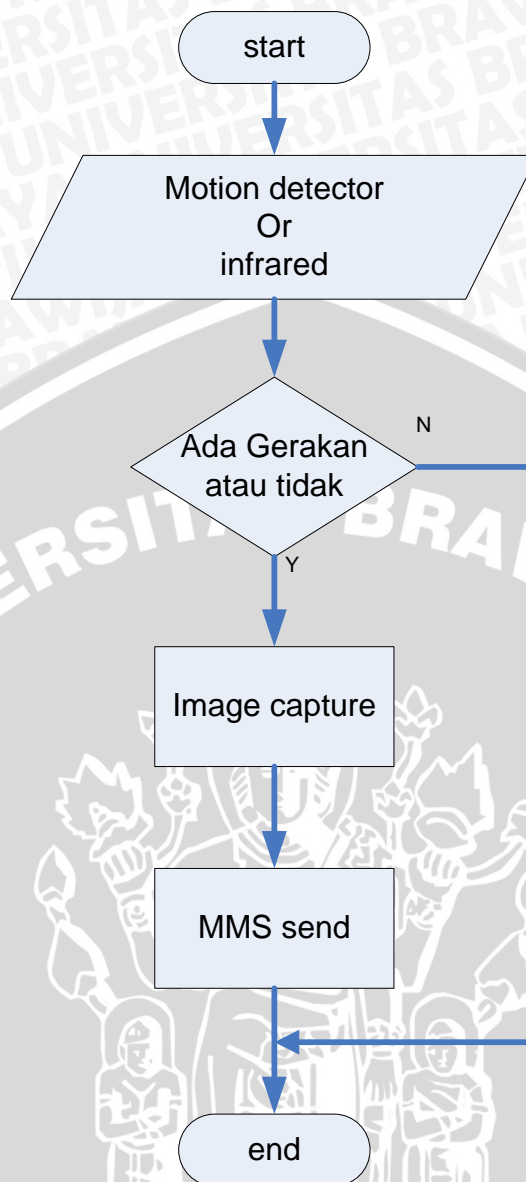 start
Motion detector
Or
infrared
Ada Gerakan
atau tidak
N
Y
Image capture
MMS send
end